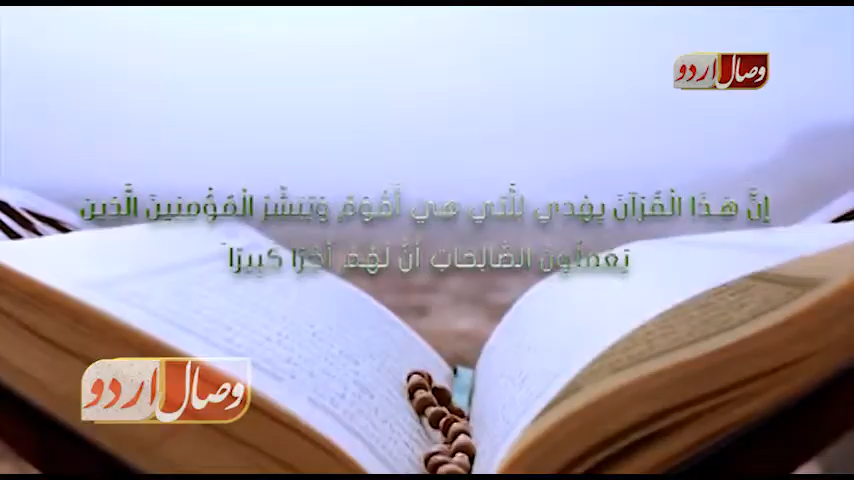 وصال اردو
إِنَّ هَذَا الْقُرْآنَ يِهْدِي لِلَّتِي هِيَ أَقْوَمُ وَيُبَشِّرُ الْمُؤْمِنِينَ الَّذِينَ
يَعْمَلُونَ الصَّالِحَاتِ أَنَّ لَهُمْ أَجْرًا كَبِيرًا
وصال اردو